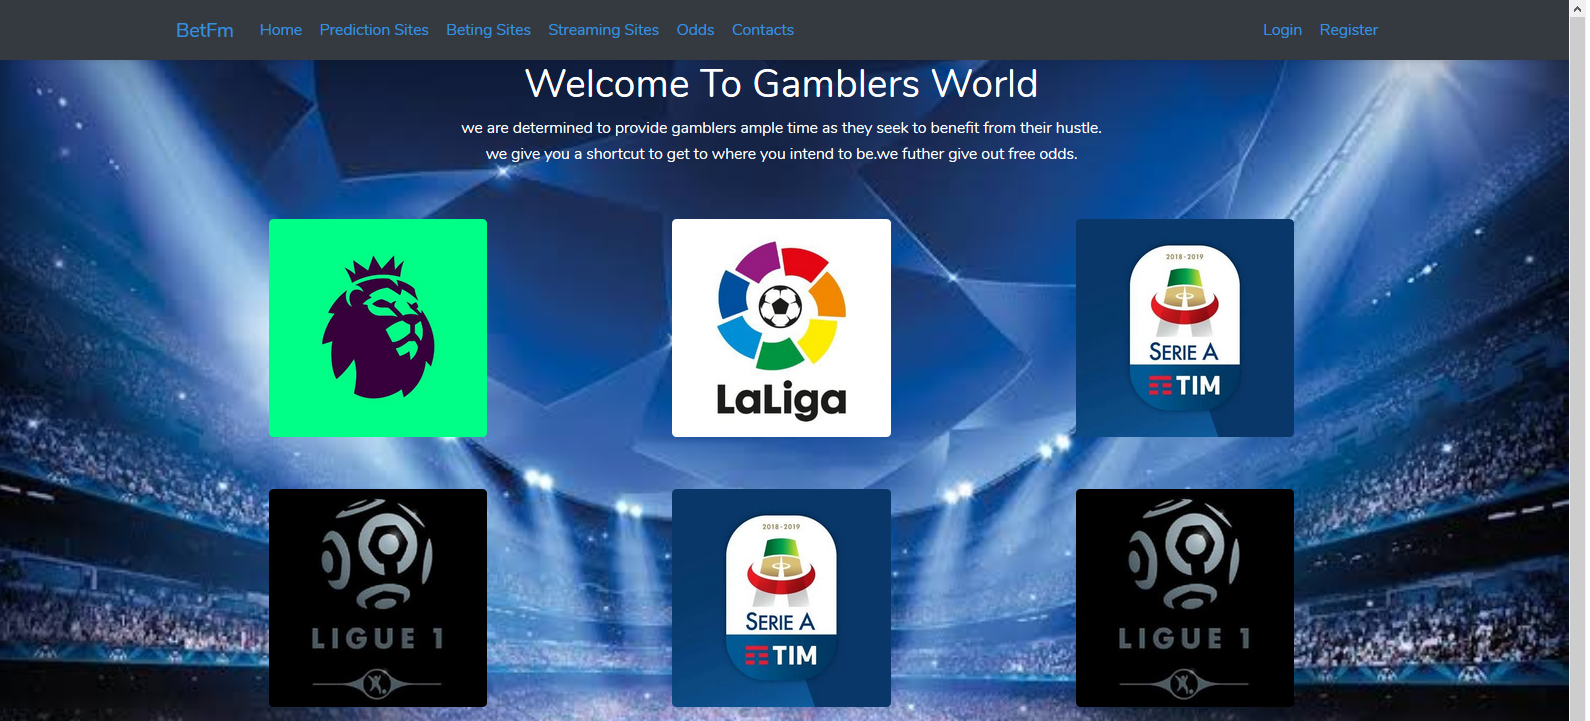 BetFm Home Prediction Sites Beting Sites Streaming Sites Odds Contacts Login Register
Welcome To Gamblers World
we are determined to provide gamblers ample time as they seek to benefit from their hustle.
we give you a shortcut to get to where you intend to be.we futher give out free odds.
LaLiga
2018-2019
SERIE A
TIM
LIGUE 1
2018-2019
SERIE A
TIM
LIGUE 1